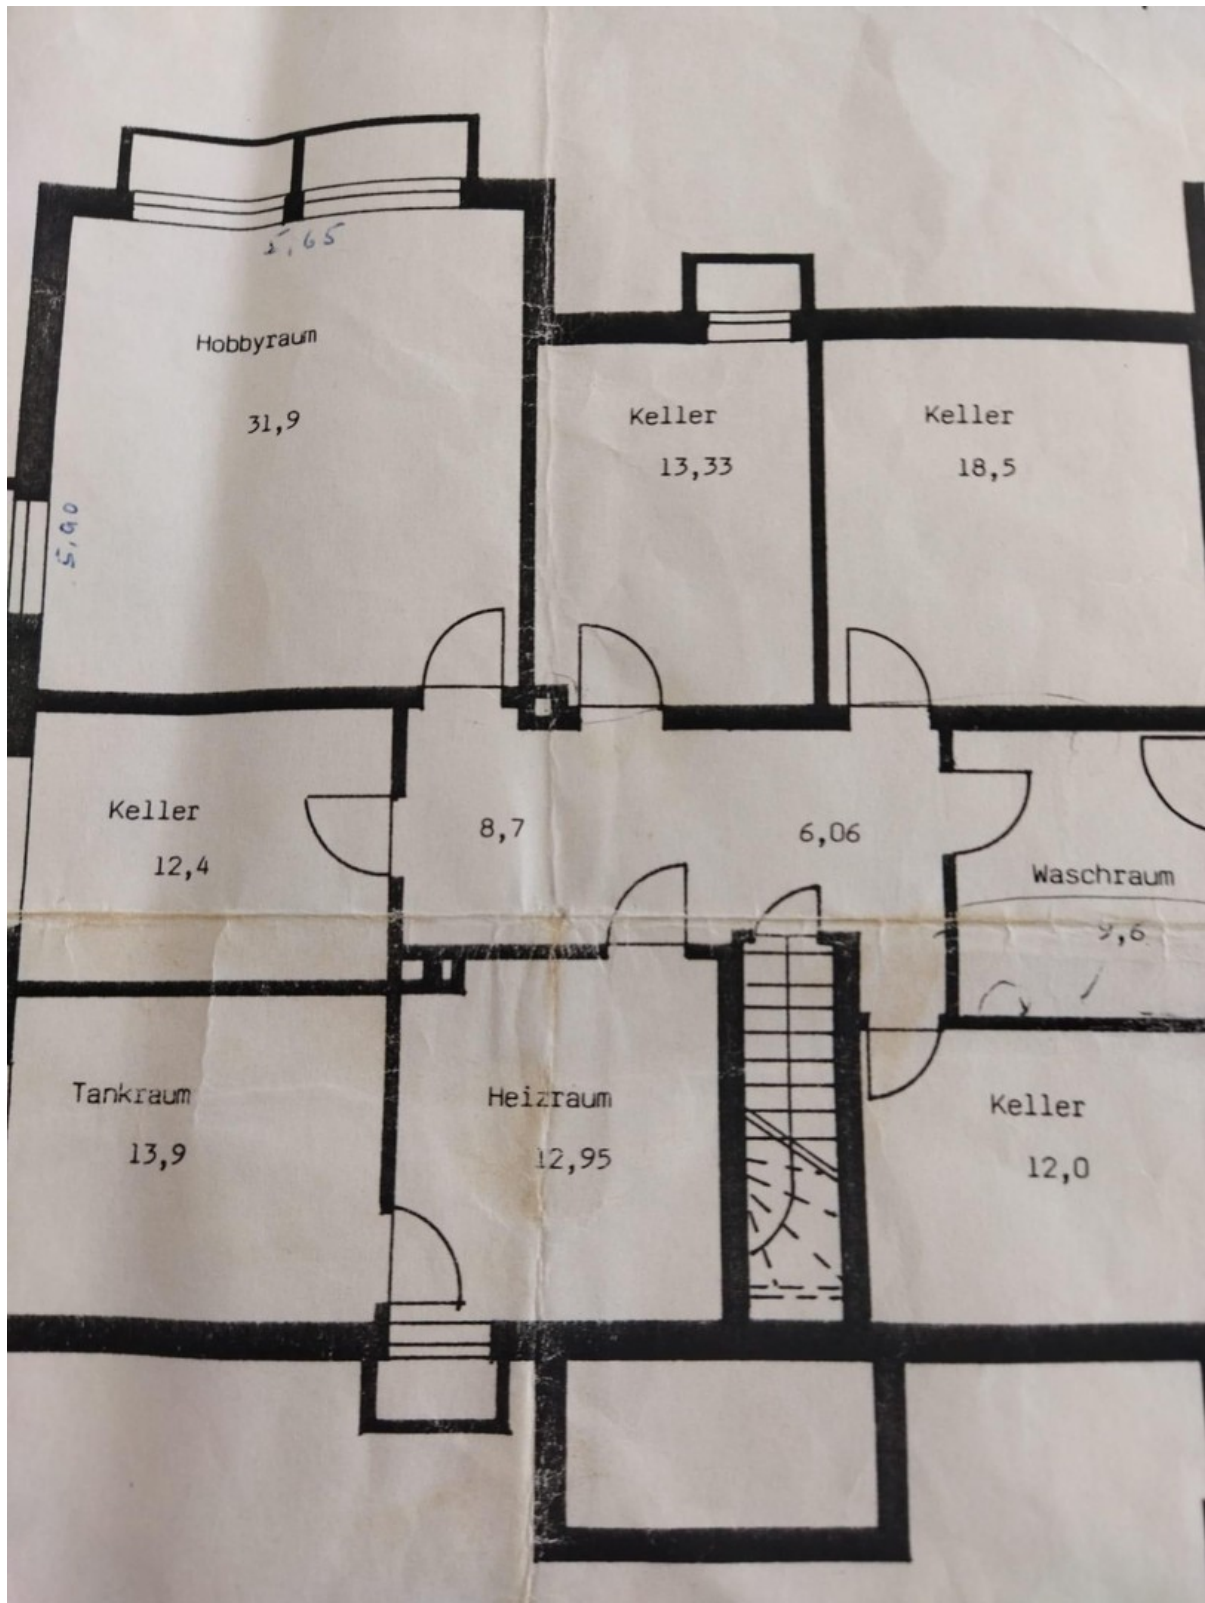 5,65
Hobbyraum
31,9
Keller
13,33
Keller
18,5
5,90
Keller
12,4
8,7
6,06
Waschraum
9,6
Tankraum
13,9
Heizraum
12,95
Keller
12,0